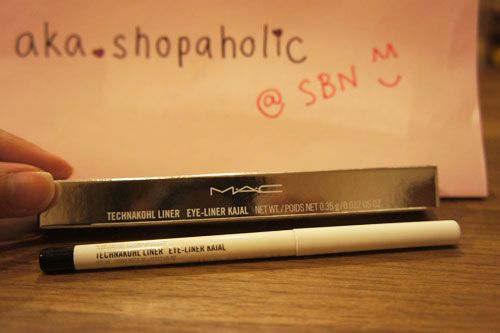 aka.shopaholic
@ SBN
MAC
TECHNAKOHL LINER EYE-LINER KAJAL NET WT./POIDS NET 0.35 g/0.012 US OZ
TECHNAKOHL LINER EYE-LINER KAJAL